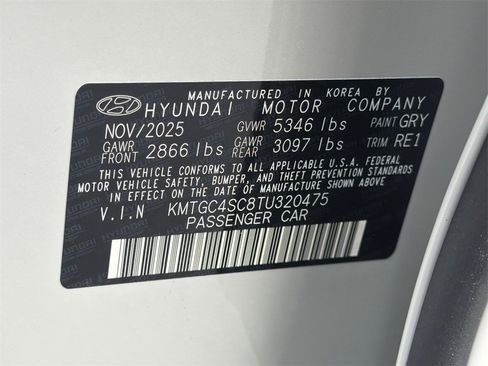 MANUFACTURED IN KOREA BY
HYUNDAI MOTOR COMPANY
NOV/2025 GVWR 5346 lbs PAINT GRY
GAWR FRONT 2866 lbs GAWR REAR 3097 lbs TRIM RE1
THIS VEHICLE CONFORMS TO ALL APPLICABLE U.S.A. FEDERAL
MOTOR VEHICLE SAFETY, BUMPER, AND THEFT PREVENTION STANDARDS
IN EFFECT ON THE DATE OF MANUFACTURE SHOWN ABOVE.
V.I.N KMTGC4SC8TU320475
PASSENGER CAR